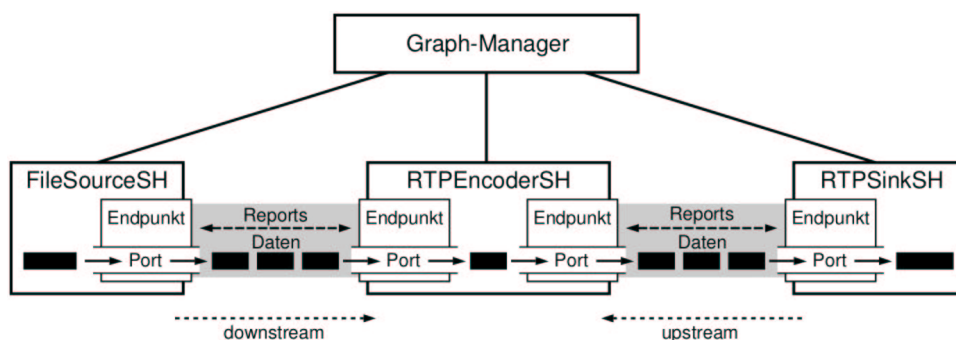 Graph-Manager
FileSourceSH
RTPEncoderSH
RTPSinkSH
Endpunkt
Reports
Endpunkt
Endpunkt
Reports
Endpunkt
Daten
Daten
Port
Port
Port
Port
downstream
upstream